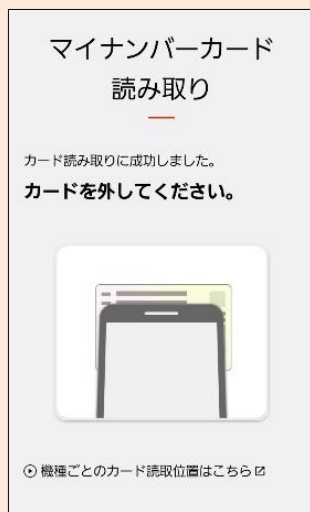 マイナンバーカード
読み取り
カード読み取りに成功しました。
カードを外してください。
機種ごとのカード読取位置はこちら